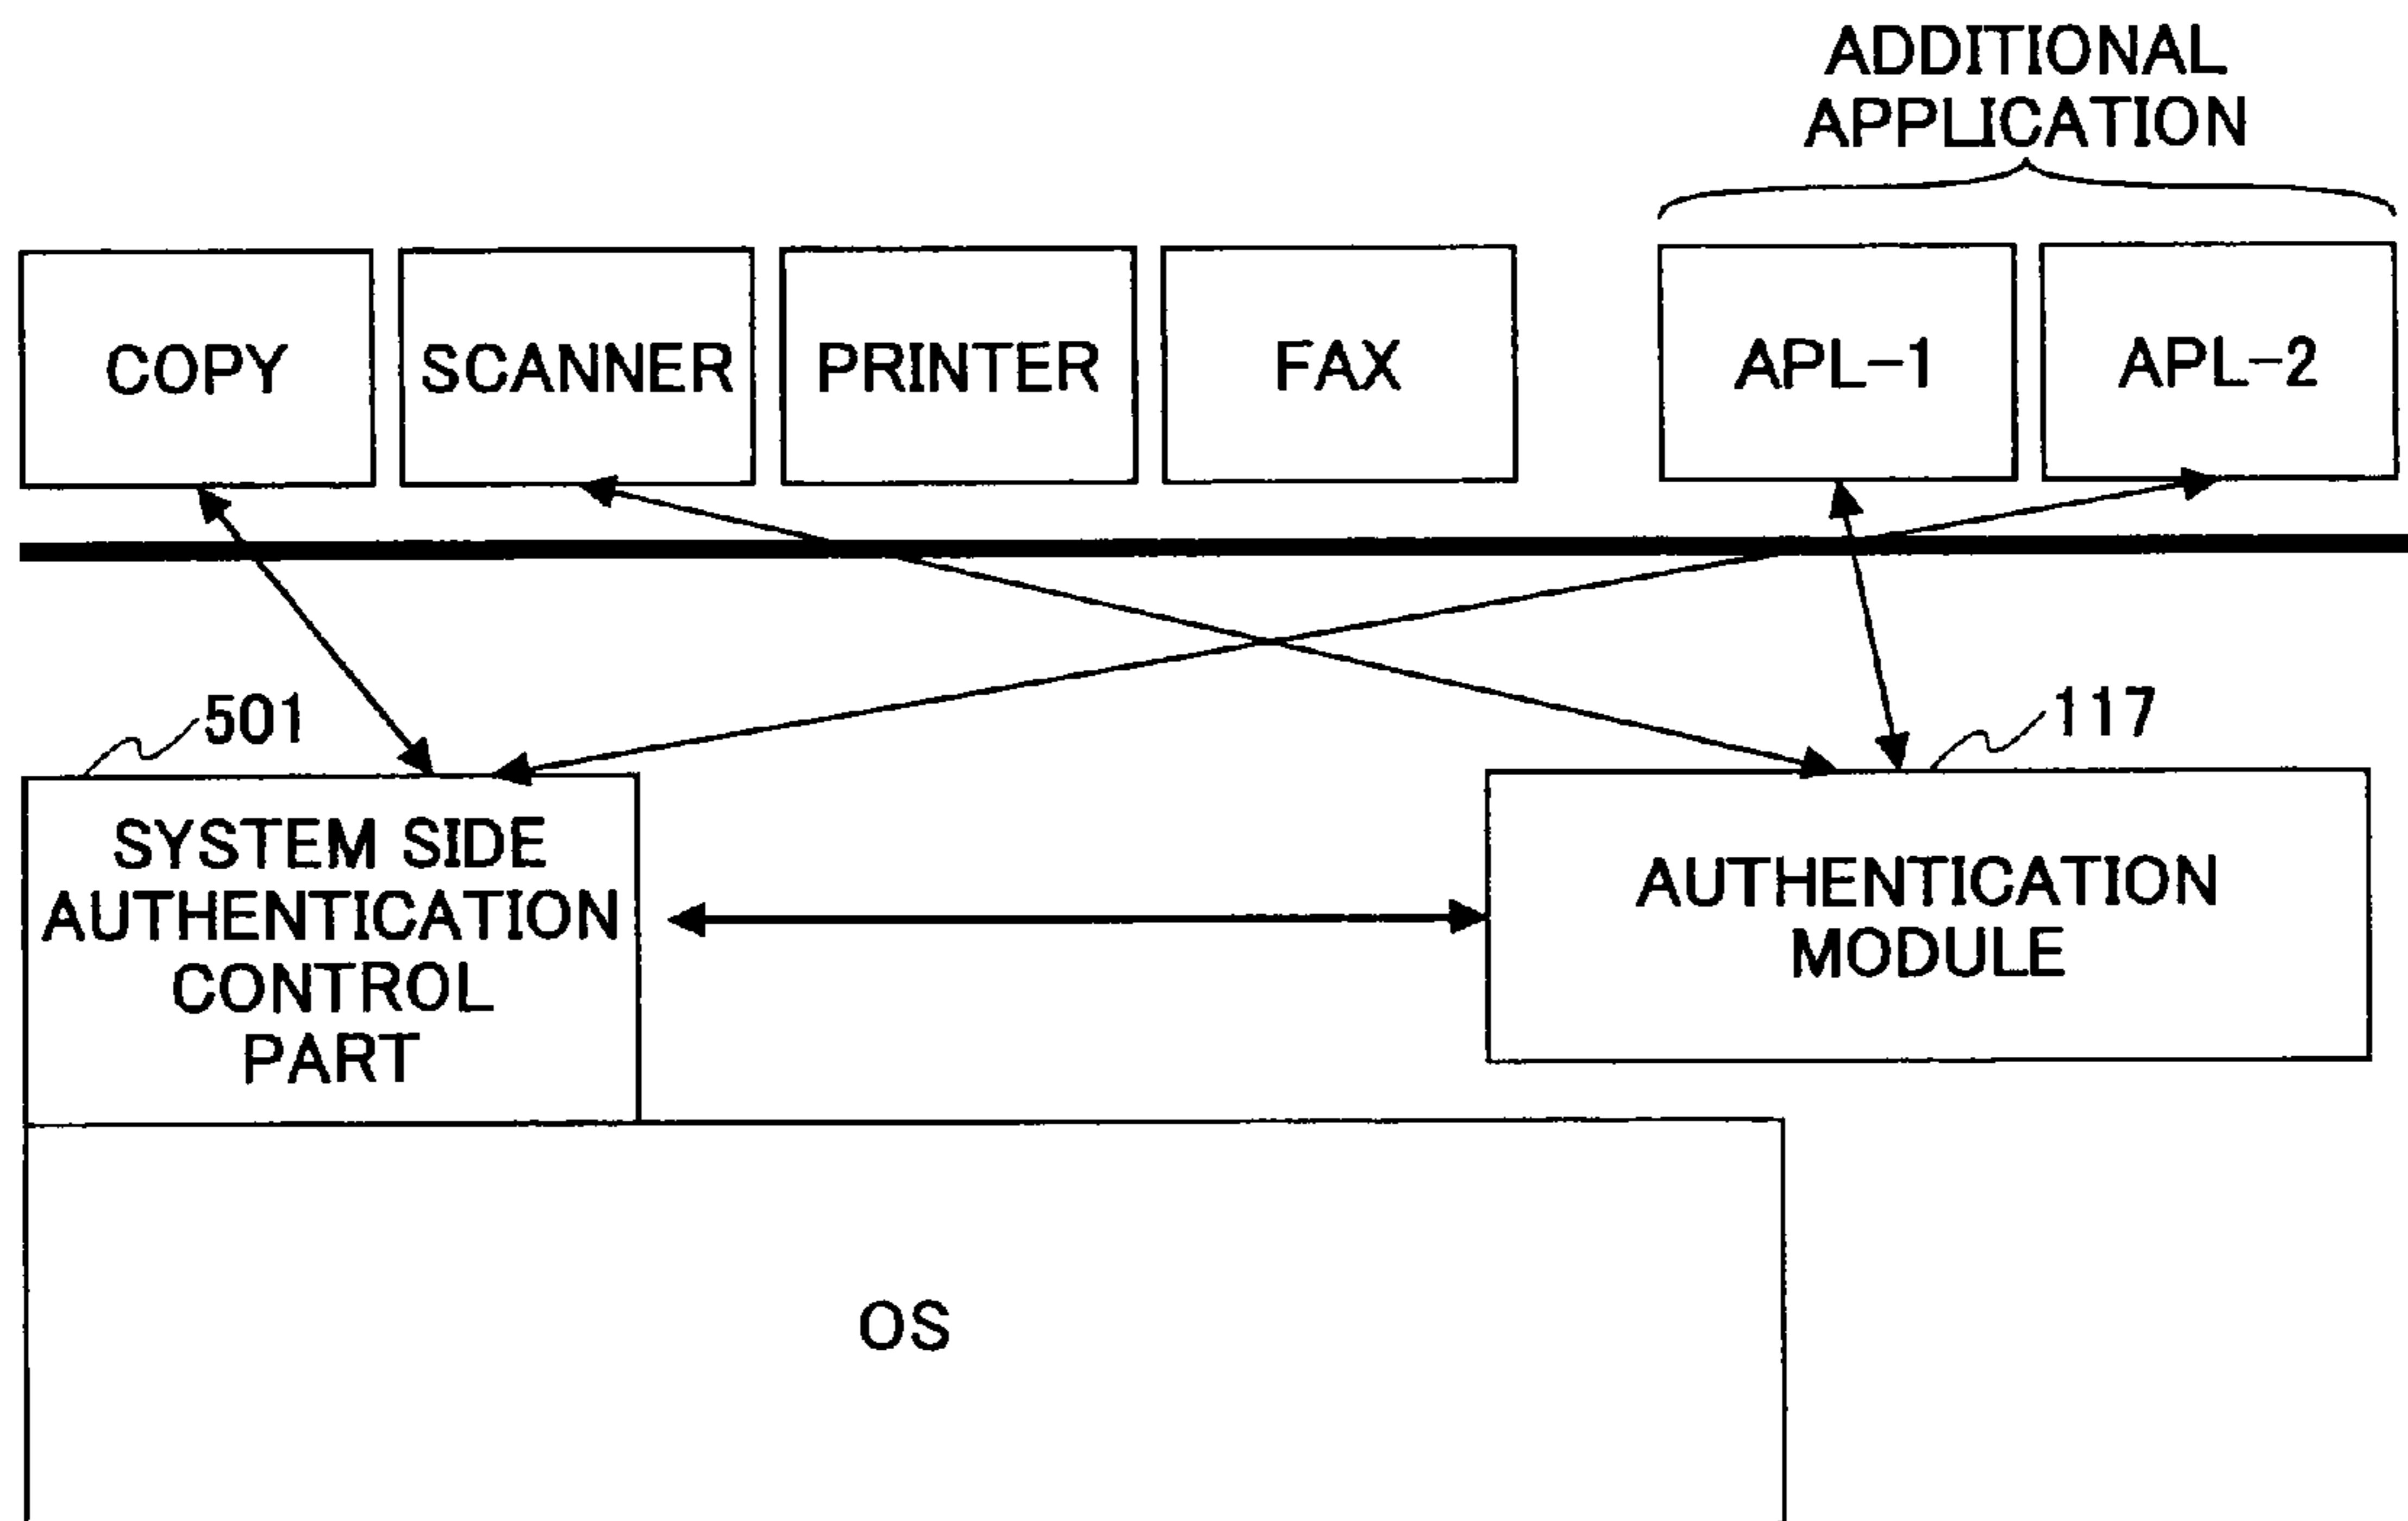 ADDITIONAL
APPLICATION
COPY
SCANNER
PRINTER
FAX
APL-1
APL-2
501
117
SYSTEM SIDE
AUTHENTICATION
CONTROL
PART
AUTHENTICATION
MODULE
OS